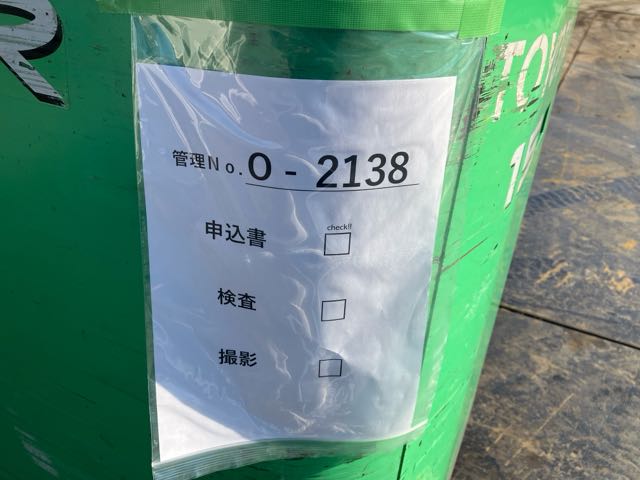 管理No. O - 2138
申込書 check!! □
検査 □
撮影 □
R